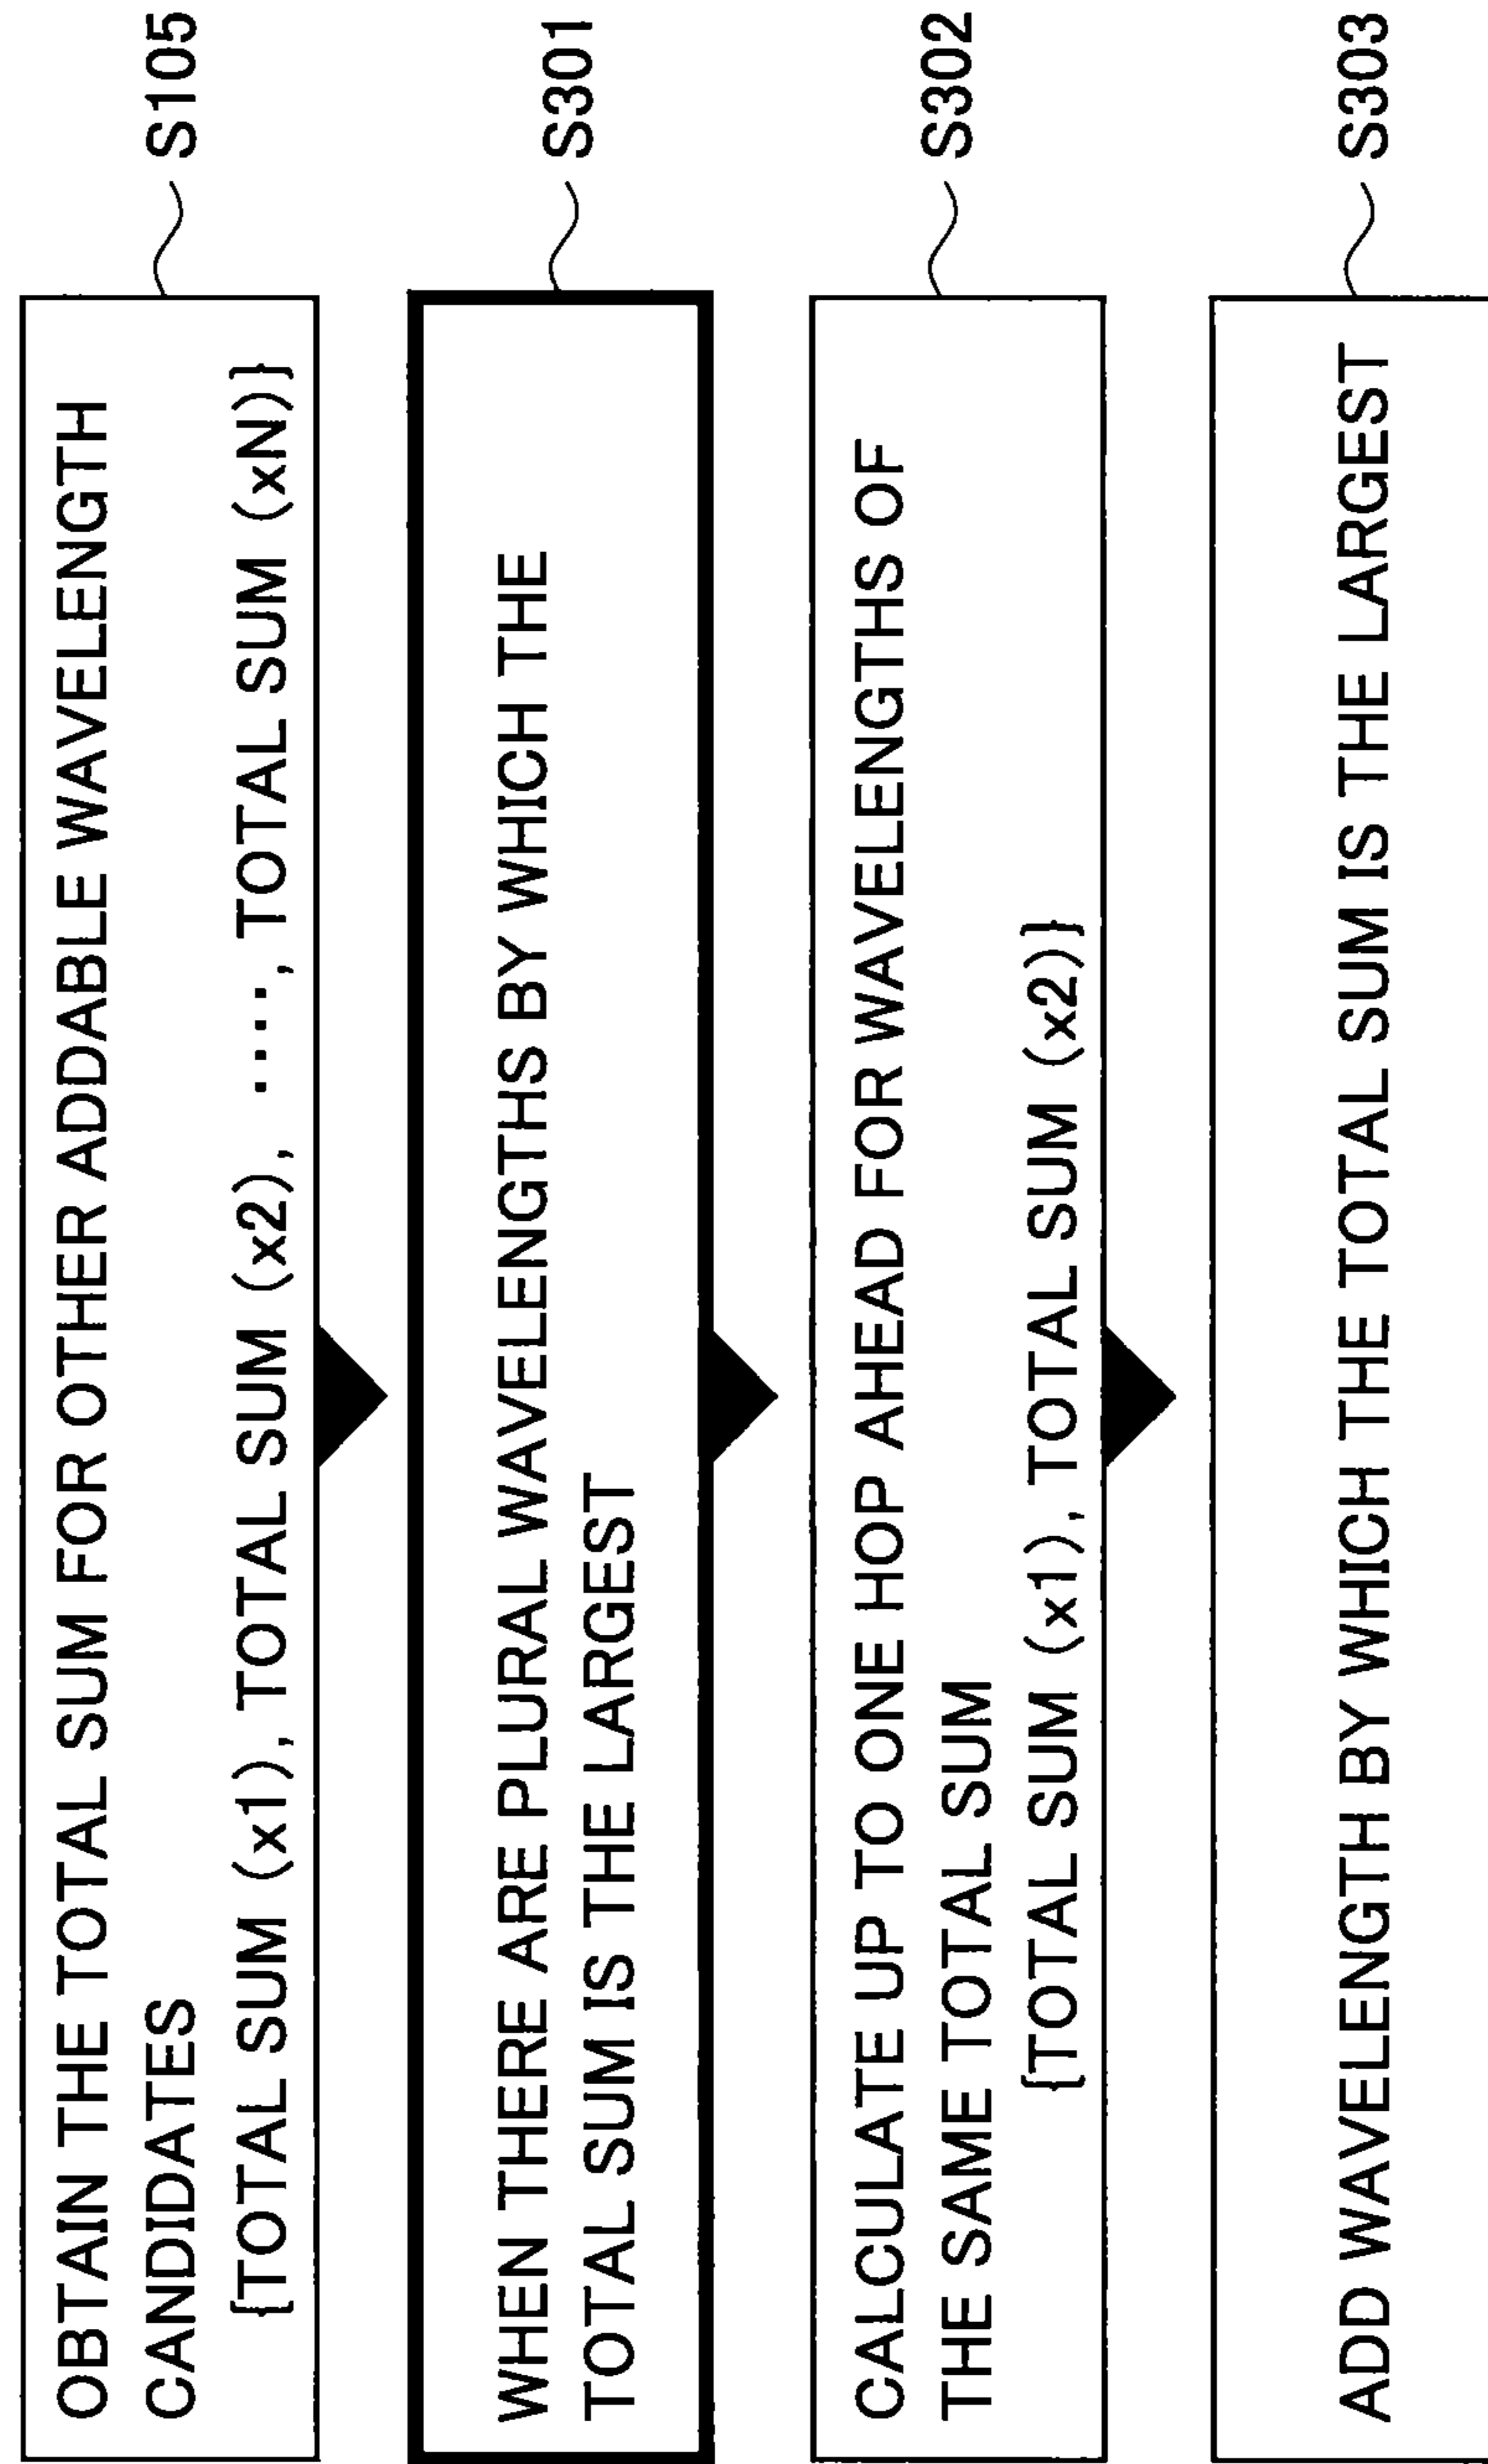 OBTAIN THE TOTAL SUM FOR OTHER ADDABLE WAVELENGTH
CANDIDATES
{TOTAL SUM (x1), TOTAL SUM (x2), ····, TOTAL SUM (xN)}
S105
WHEN THERE ARE PLURAL WAVELENGTHS BY WHICH THE
TOTAL SUM IS THE LARGEST
S301
CALCULATE UP TO ONE HOP AHEAD FOR WAVELENGTHS OF
THE SAME TOTAL SUM
{TOTAL SUM (x1), TOTAL SUM (x2)}
S302
ADD WAVELENGTH BY WHICH THE TOTAL SUM IS THE LARGEST
S303